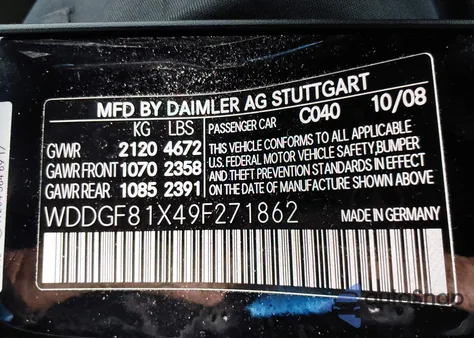 MFD BY DAIMLER AG STUTTGART
KG LBS PASSENGER CAR C040 10/08
GVWR 2120 4672 THIS VEHICLE CONFORMS TO ALL APPLICABLE
GAWR FRONT 1070 2358 U.S. FEDERAL MOTOR VEHICLE SAFETY,BUMPER
GAWR REAR 1085 2391 AND THEFT PREVENTION STANDARDS IN EFFECT
ON THE DATE OF MANUFACTURE SHOWN ABOVE
WDDGF81X49F271862 MADE IN GERMANY
autosnap